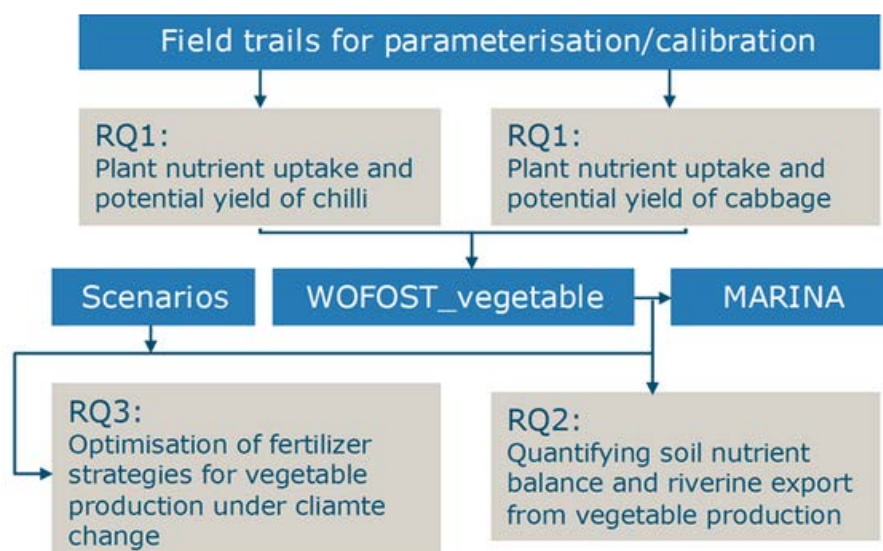 Field trails for parameterisation/calibration
RQ1:
Plant nutrient uptake and
potential yield of chilli
RQ1:
Plant nutrient uptake and
potential yield of cabbage
Scenarios
WOFOST_vegetable
MARINA
RQ3:
Optimisation of fertilizer
strategies for vegetable
production under cliamte
change
RQ2:
Quantifying soil nutrient
balance and riverine export
from vegetable production